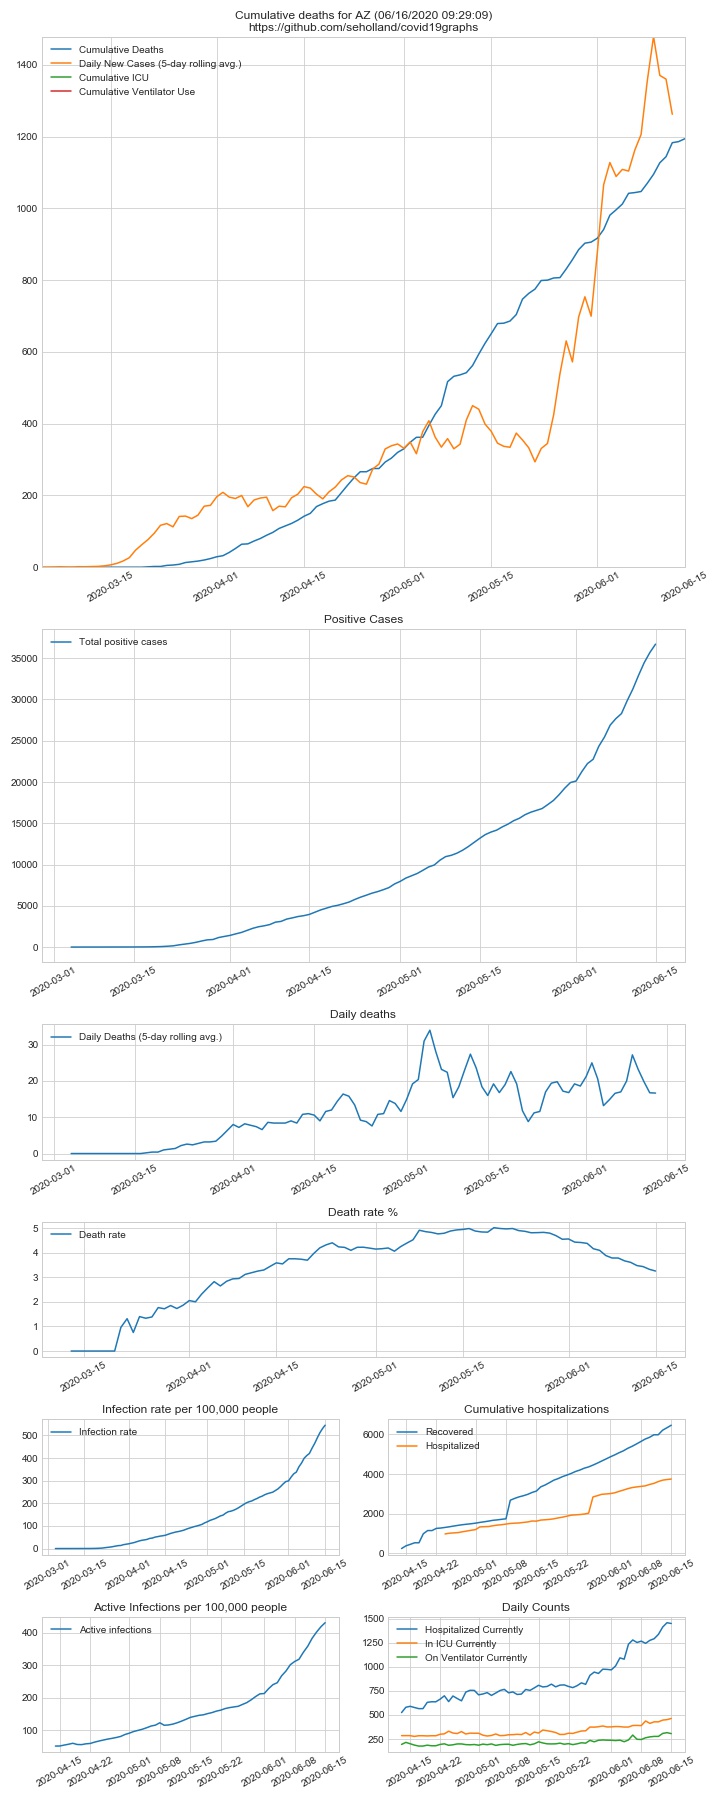 Cumulative deaths for AZ (06/16/2020 09:29:09)
https://github.com/seholland/covid19graphs
Cumulative Deaths
Daily New Cases (5-day rolling avg.)
Cumulative ICU
Cumulative Ventilator Use
1400
1200
1000
800
600
400
200
0
2020-03-15 2020-04-01 2020-04-15 2020-05-01 2020-05-15 2020-06-01 2020-06-15
Positive Cases
Total positive cases
35000
30000
25000
20000
15000
10000
5000
0
2020-03-01 2020-03-15 2020-04-01 2020-04-15 2020-05-01 2020-05-15 2020-06-01 2020-06-15
Daily deaths
Daily Deaths (5-day rolling avg.)
30
20
10
0
2020-03-01 2020-03-15 2020-04-01 2020-04-15 2020-05-01 2020-05-15 2020-06-01 2020-06-15
Death rate %
Death rate
5
4
3
2
1
0
2020-03-15 2020-04-01 2020-04-15 2020-05-01 2020-05-15 2020-06-01 2020-06-15
Infection rate per 100,000 people
Infection rate
500
400
300
200
100
0
2020-03-01 2020-03-15 2020-04-01 2020-04-15 2020-05-01 2020-05-15 2020-06-01 2020-06-15
Cumulative hospitalizations
Recovered
Hospitalized
6000
4000
2000
0
2020-04-15 2020-04-22 2020-05-01 2020-05-08 2020-05-15 2020-05-22 2020-06-01 2020-06-08 2020-06-15
Active Infections per 100,000 people
Active infections
400
300
200
100
2020-04-15 2020-04-22 2020-05-01 2020-05-08 2020-05-15 2020-05-22 2020-06-01 2020-06-08 2020-06-15
Daily Counts
Hospitalized Currently
In ICU Currently
On Ventilator Currently
1500
1250
1000
750
500
250
2020-04-15 2020-04-22 2020-05-01 2020-05-08 2020-05-15 2020-05-22 2020-06-01 2020-06-08 2020-06-15